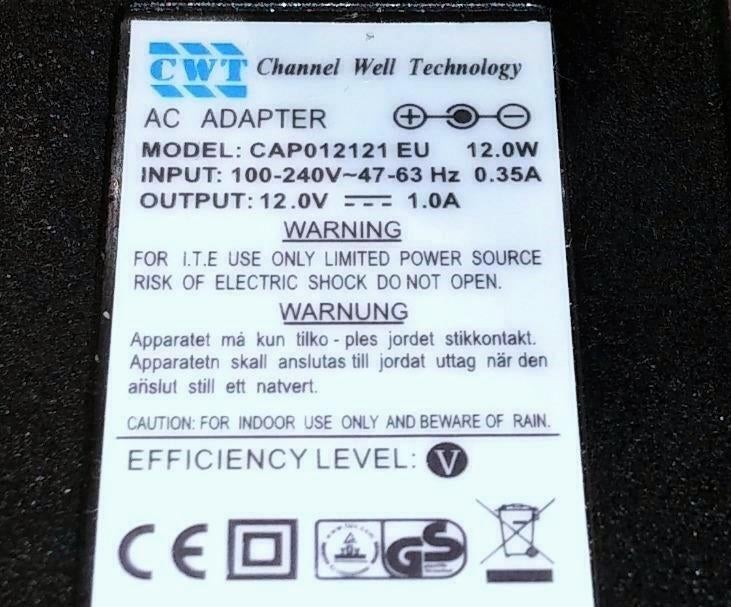 CWT Channel Well Technology
AC ADAPTER + −
MODEL: CAP012121 EU 12.0W
INPUT: 100-240V~47-63 Hz 0.35A
OUTPUT: 12.0V ⎓ 1.0A
WARNING
FOR I.T.E USE ONLY LIMITED POWER SOURCE
RISK OF ELECTRIC SHOCK DO NOT OPEN.
WARNUNG
Apparatet må kun tilko - ples jordet stikkontakt.
Apparatetn skall anslutas till jordat uttag när den
añslut still ett natvert.
CAUTION: FOR INDOOR USE ONLY AND BEWARE OF RAIN.
EFFICIENCY LEVEL: V
CE GS